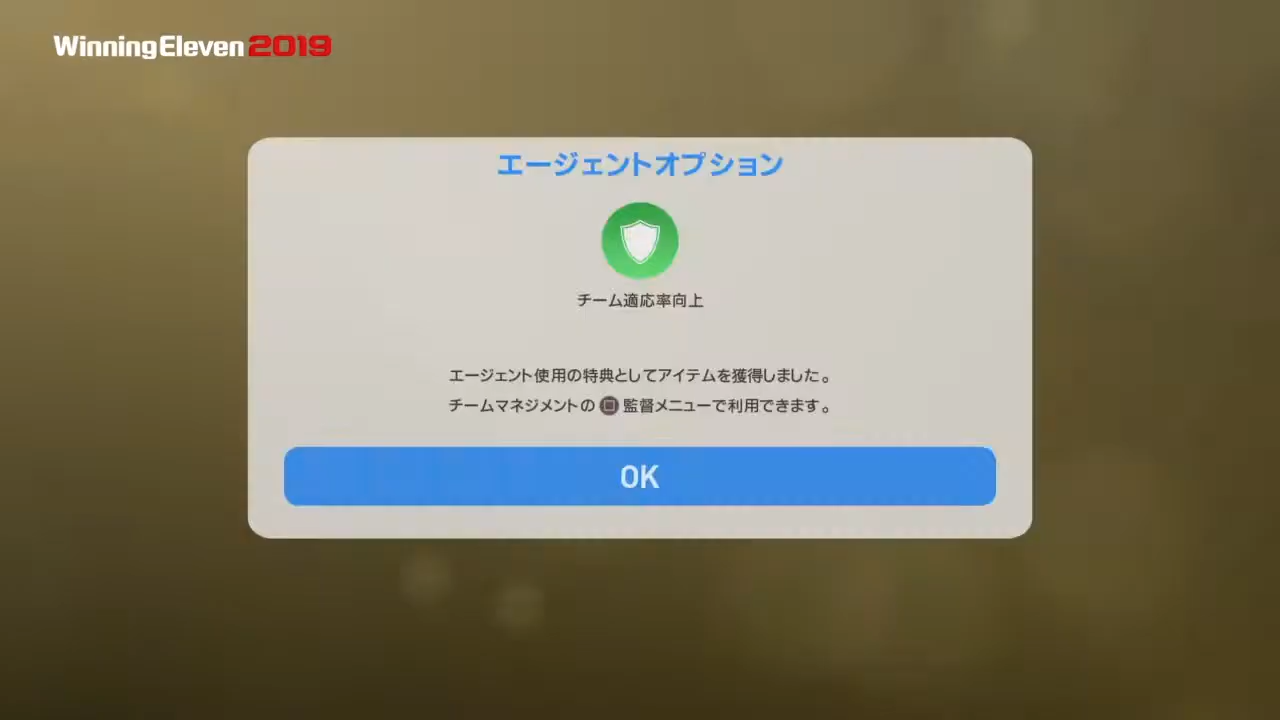 Winning Eleven 2019
エージェントオプション
チーム適応率向上
エージェント使用の特典としてアイテムを獲得しました。
チームマネジメントの 監督メニューで利用できます。
OK